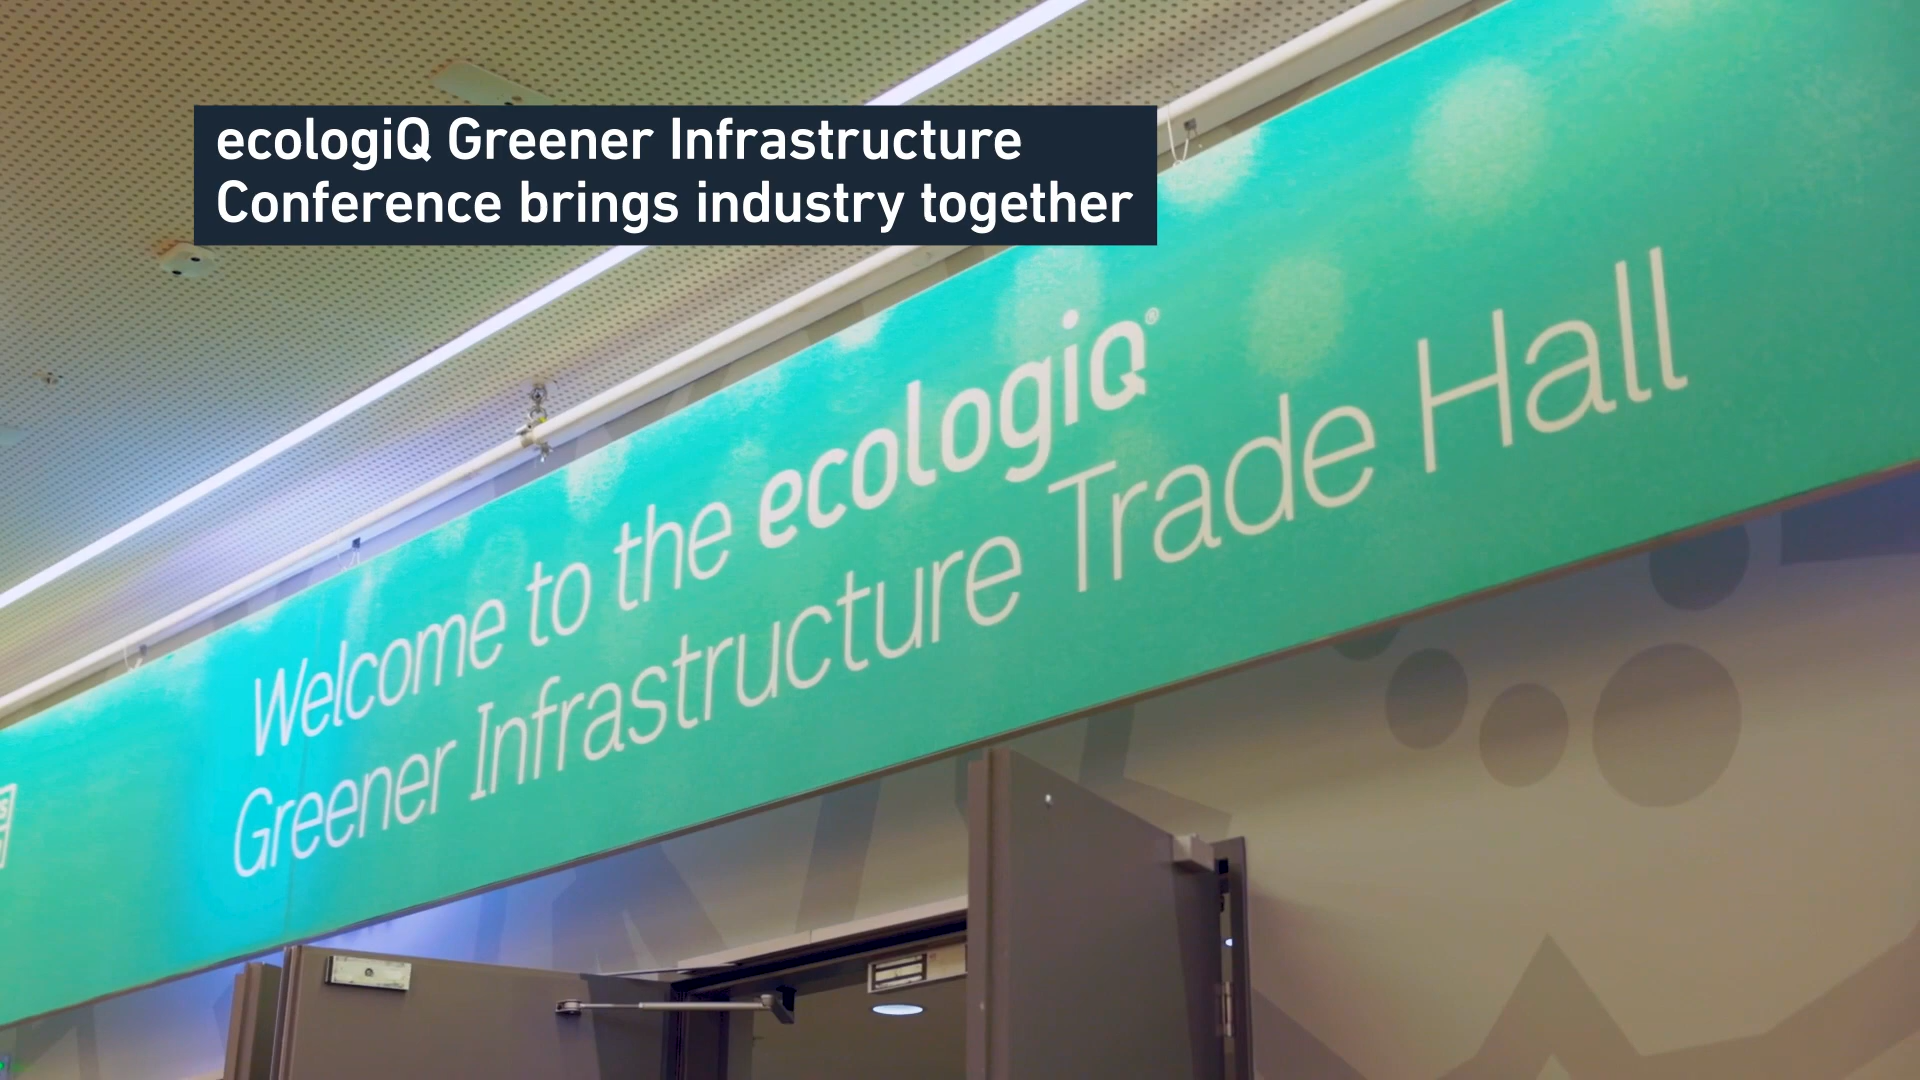 ecologiQ Greener Infrastructure
Conference brings industry together
Welcome to the ecologiQ®
Greener Infrastructure Trade Hall